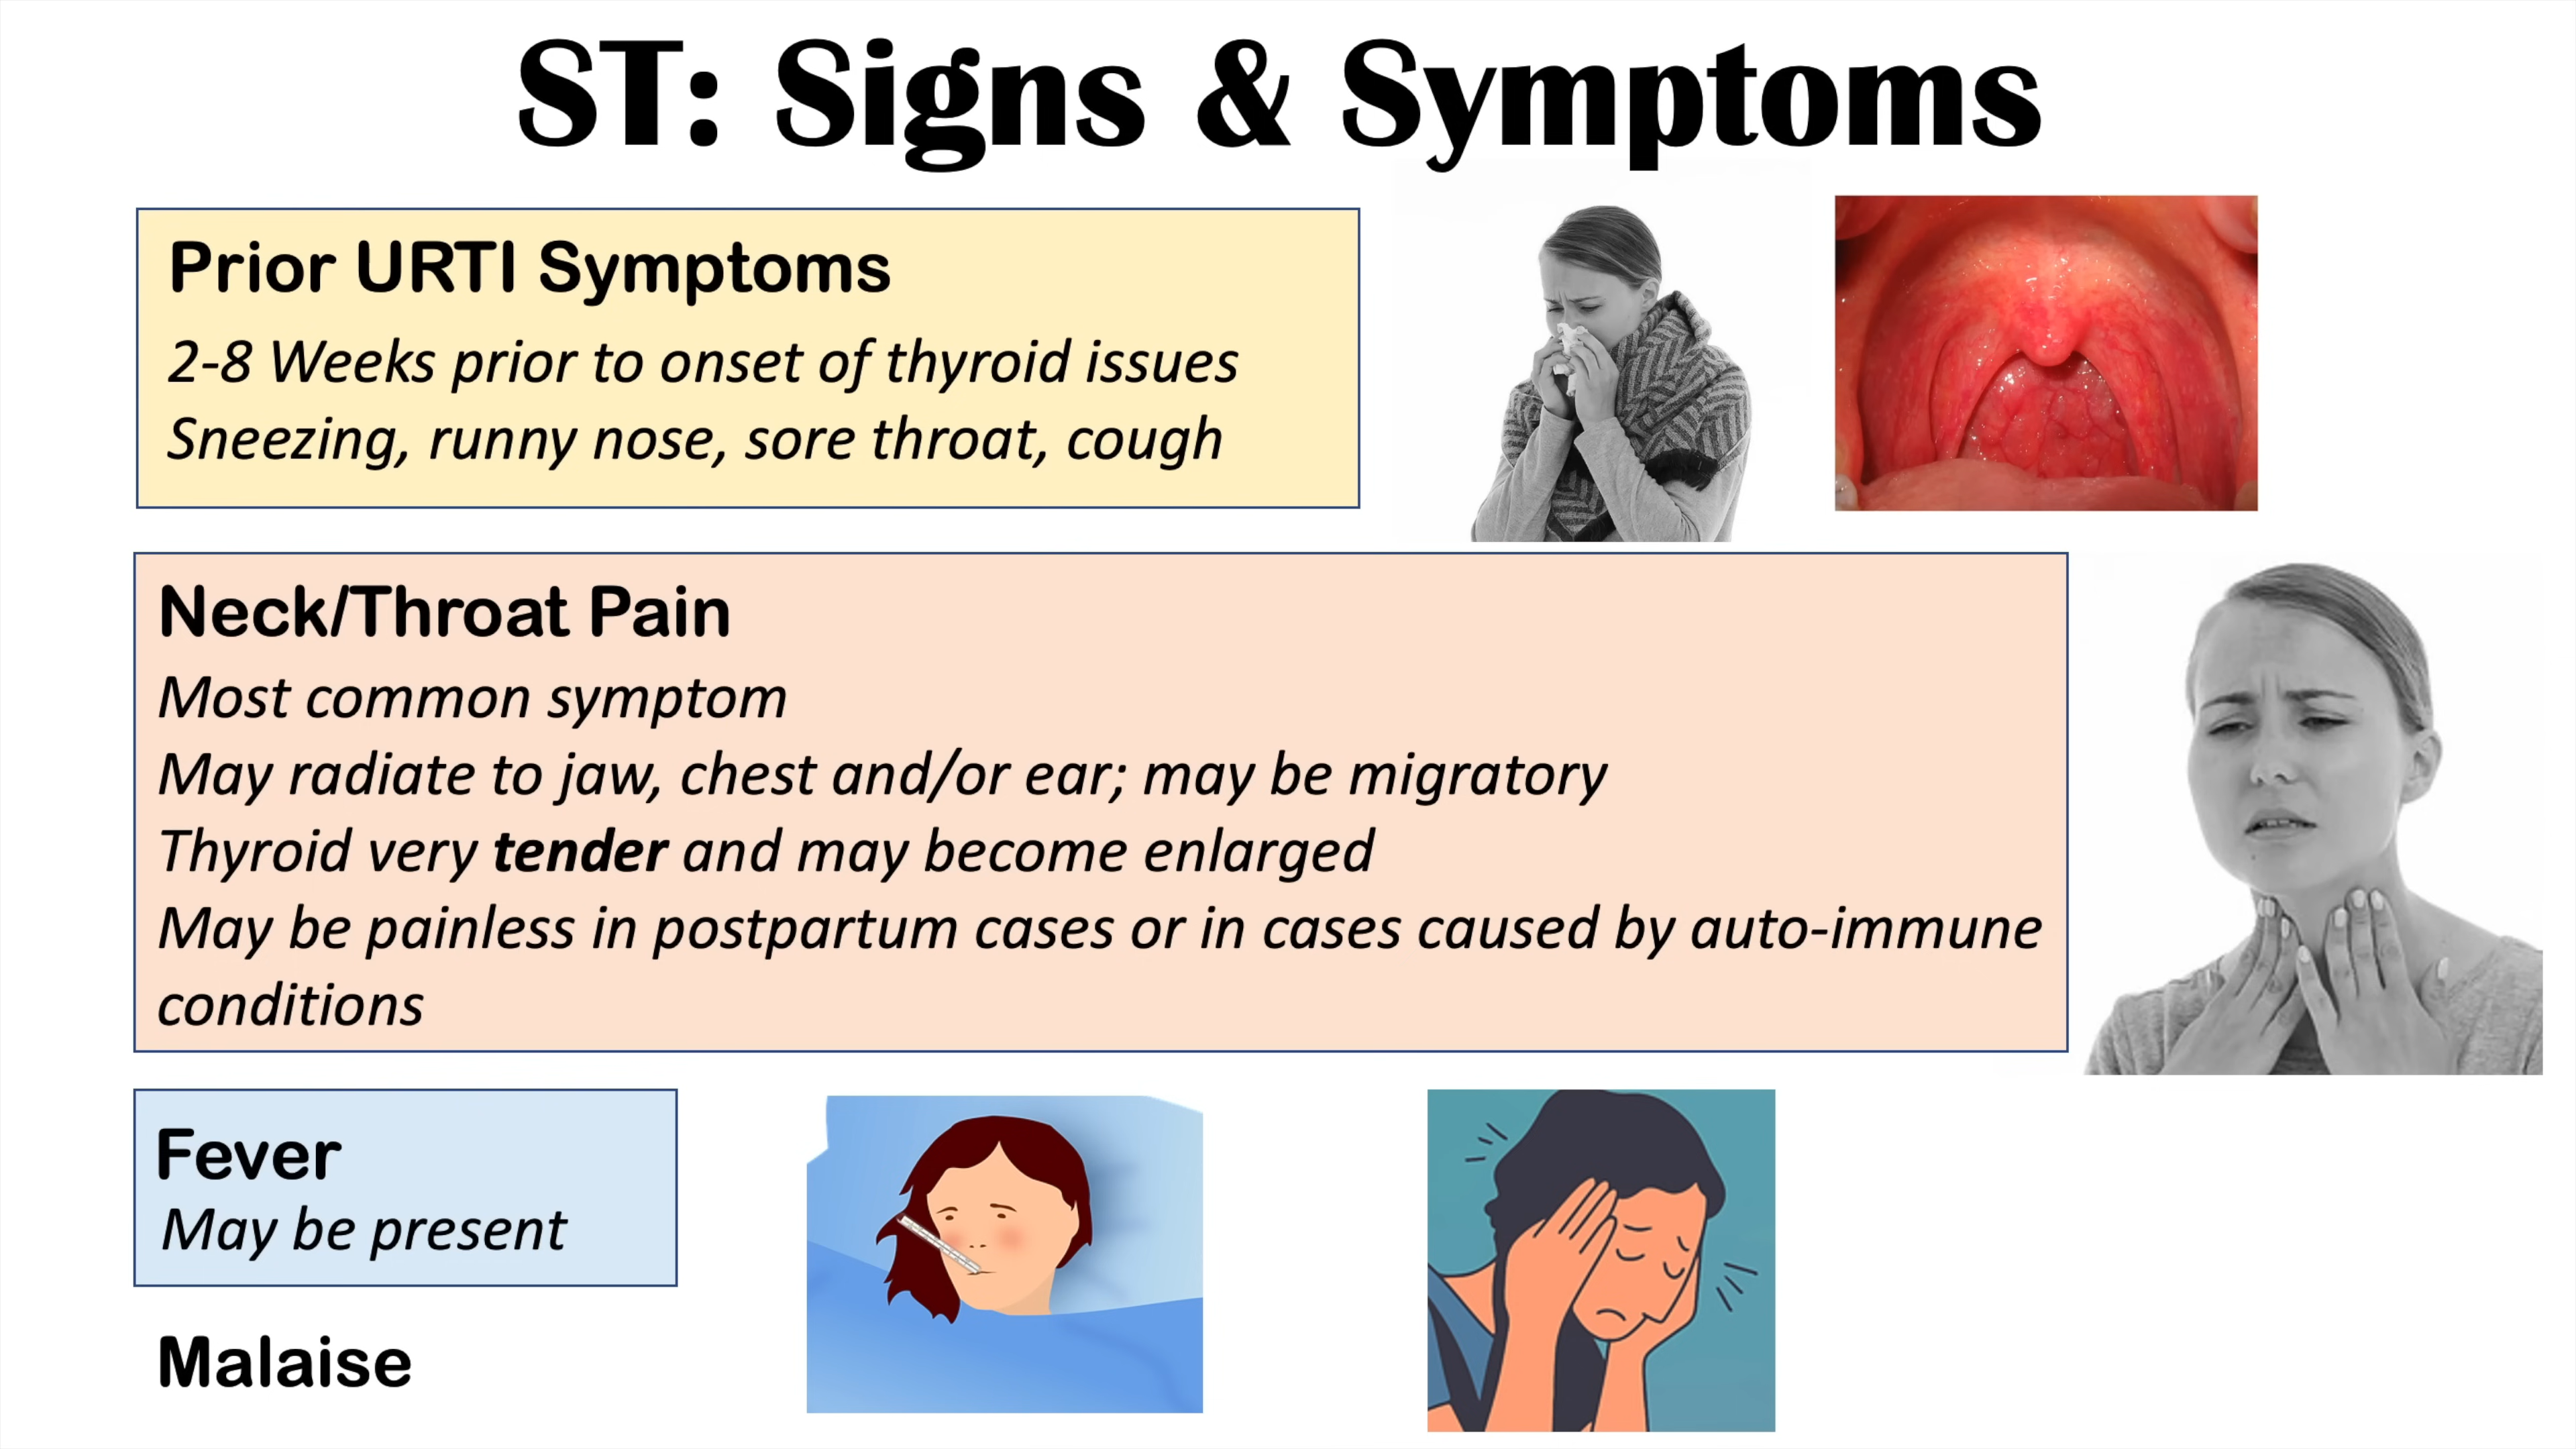 ST: Signs & Symptoms
Prior URTI Symptoms
2-8 Weeks prior to onset of thyroid issues
Sneezing, runny nose, sore throat, cough
Neck/Throat Pain
Most common symptom
May radiate to jaw, chest and/or ear; may be migratory
Thyroid very tender and may become enlarged
May be painless in postpartum cases or in cases caused by auto-immune
conditions
Fever
May be present
Malaise